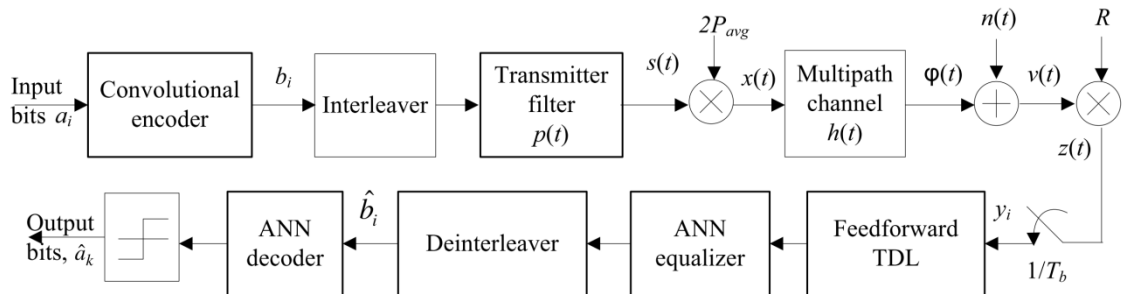 Input
bits a_i
Convolutional
encoder
b_i
Interleaver
Transmitter
filter
p(t)
s(t)
2P_avg
x(t)
Multipath
channel
h(t)
φ(t)
n(t)
v(t)
R
z(t)
1/T_b
y_i
Feedforward
TDL
ANN
equalizer
Deinterleaver
b̂_i
ANN
decoder
Output
bits, â_k